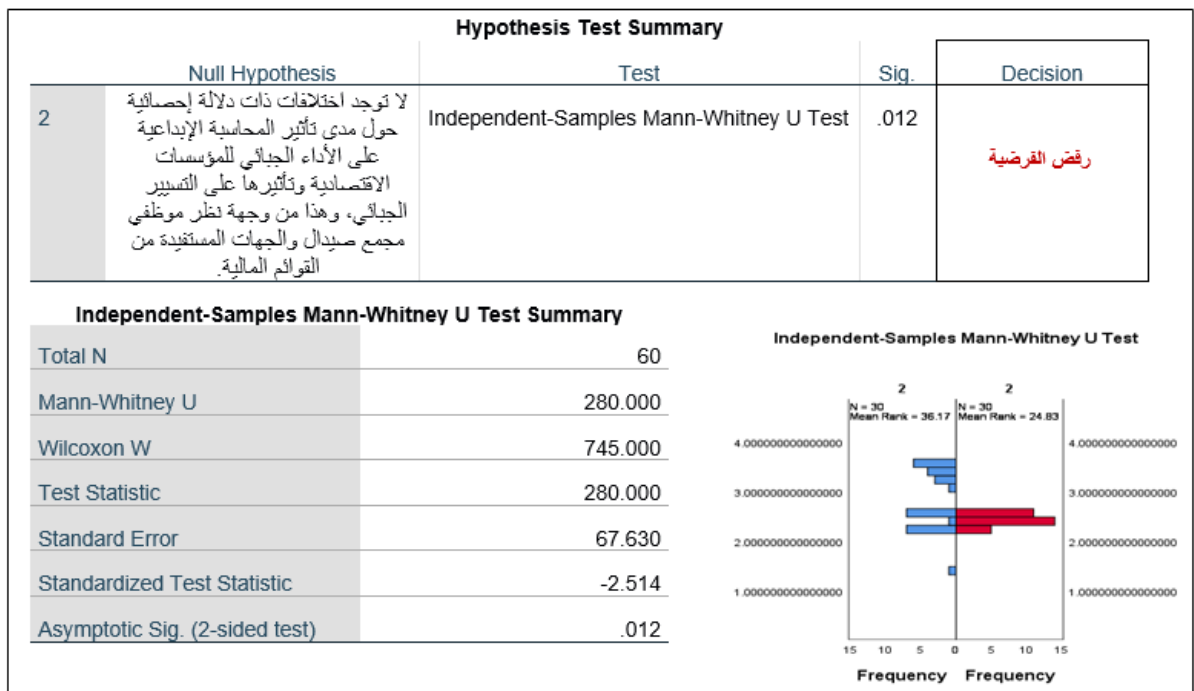 Hypothesis Test Summary
Null Hypothesis Test Sig. Decision
2 لا توجد اختلافات ذات دلالة إحصائية Independent-Samples Mann-Whitney U Test .012
حول مدى تأثير المحاسبة الإبداعية
على الأداء الجبائي للمؤسسات رفض الفرضية
الاقتصادية وتأثيرها على التسيير
الجبائي، وهذا من وجهة نظر موظفي
مجمع صيدال والجهات المستفيدة من
القوائم المالية.
Independent-Samples Mann-Whitney U Test Summary
Total N 60
Mann-Whitney U 280.000
Wilcoxon W 745.000
Test Statistic 280.000
Standard Error 67.630
Standardized Test Statistic -2.514
Asymptotic Sig. (2-sided test) .012
Independent-Samples Mann-Whitney U Test
2 2
N = 30 N = 30
Mean Rank = 36.17 Mean Rank = 24.83
4.000000000000000 4.000000000000000
3.000000000000000 3.000000000000000
2.000000000000000 2.000000000000000
1.000000000000000 1.000000000000000
15 10 5 0 5 10 15
Frequency Frequency